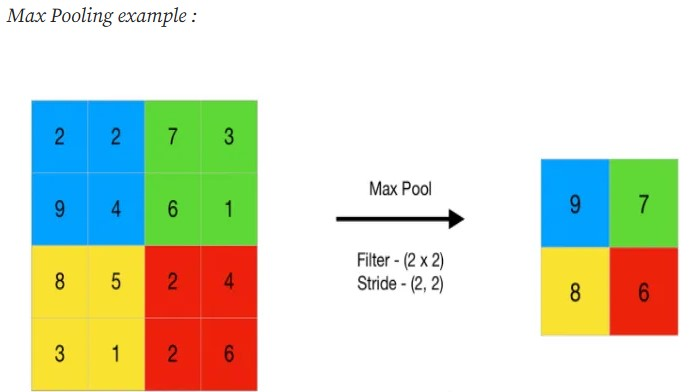 Max Pooling example :
2 2 7 3
9 4 6 1
8 5 2 4
3 1 2 6
Max Pool
Filter - (2 x 2)
Stride - (2, 2)
9 7
8 6